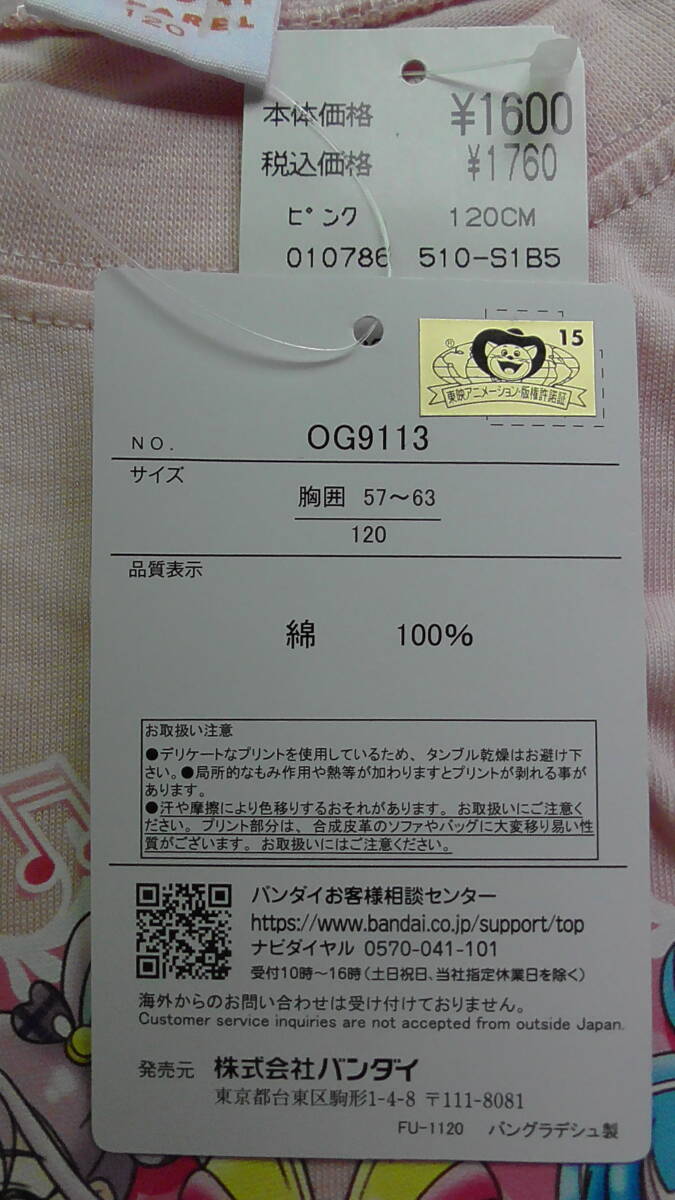 TAREL
120
本体価格 ¥1600
税込価格 ¥1760
ピンク 120CM
010786 510-S1B5
15
®
東映アニメーション・版権許諾証
NO. OG9113
サイズ
胸囲 57〜63
120
品質表示
綿 100%
お取扱い注意
●デリケートなプリントを使用しているため、タンブル乾燥はお避け下
さい。●局所的なもみ作用や熱等が加わりますとプリントが剥れる事が
あります。
●汗や摩擦により色移りするおそれがあります。お取扱いにご注意く
ださい。プリント部分は、合成皮革のソファやバッグに大変移り易い性
質がございます。お取扱いにはご注意ください。
バンダイお客様相談センター
https://www.bandai.co.jp/support/top
ナビダイヤル 0570-041-101
受付10時〜16時(土日祝日、当社指定休業日を除く)
海外からのお問い合わせは受け付けておりません。
Customer service inquiries are not accepted from outside Japan.
発売元 株式会社バンダイ
東京都台東区駒形1-4-8 〒111-8081
FU-1120 バングラデシュ製